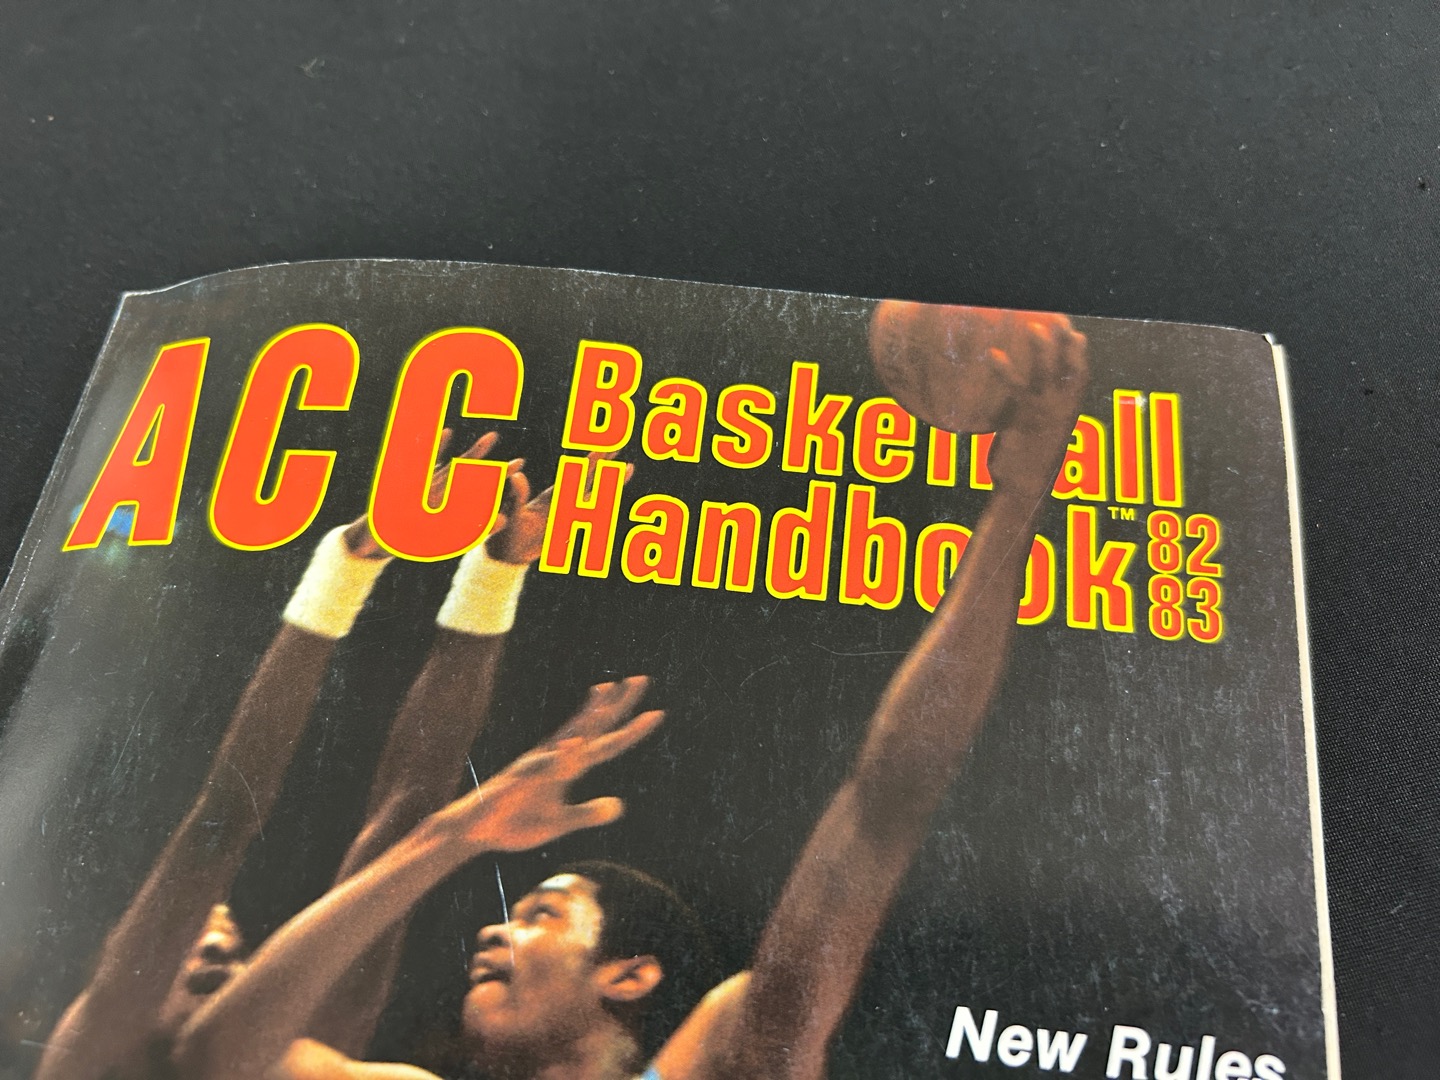 ACC Basketball
Handbook™ 82
83
New Rules